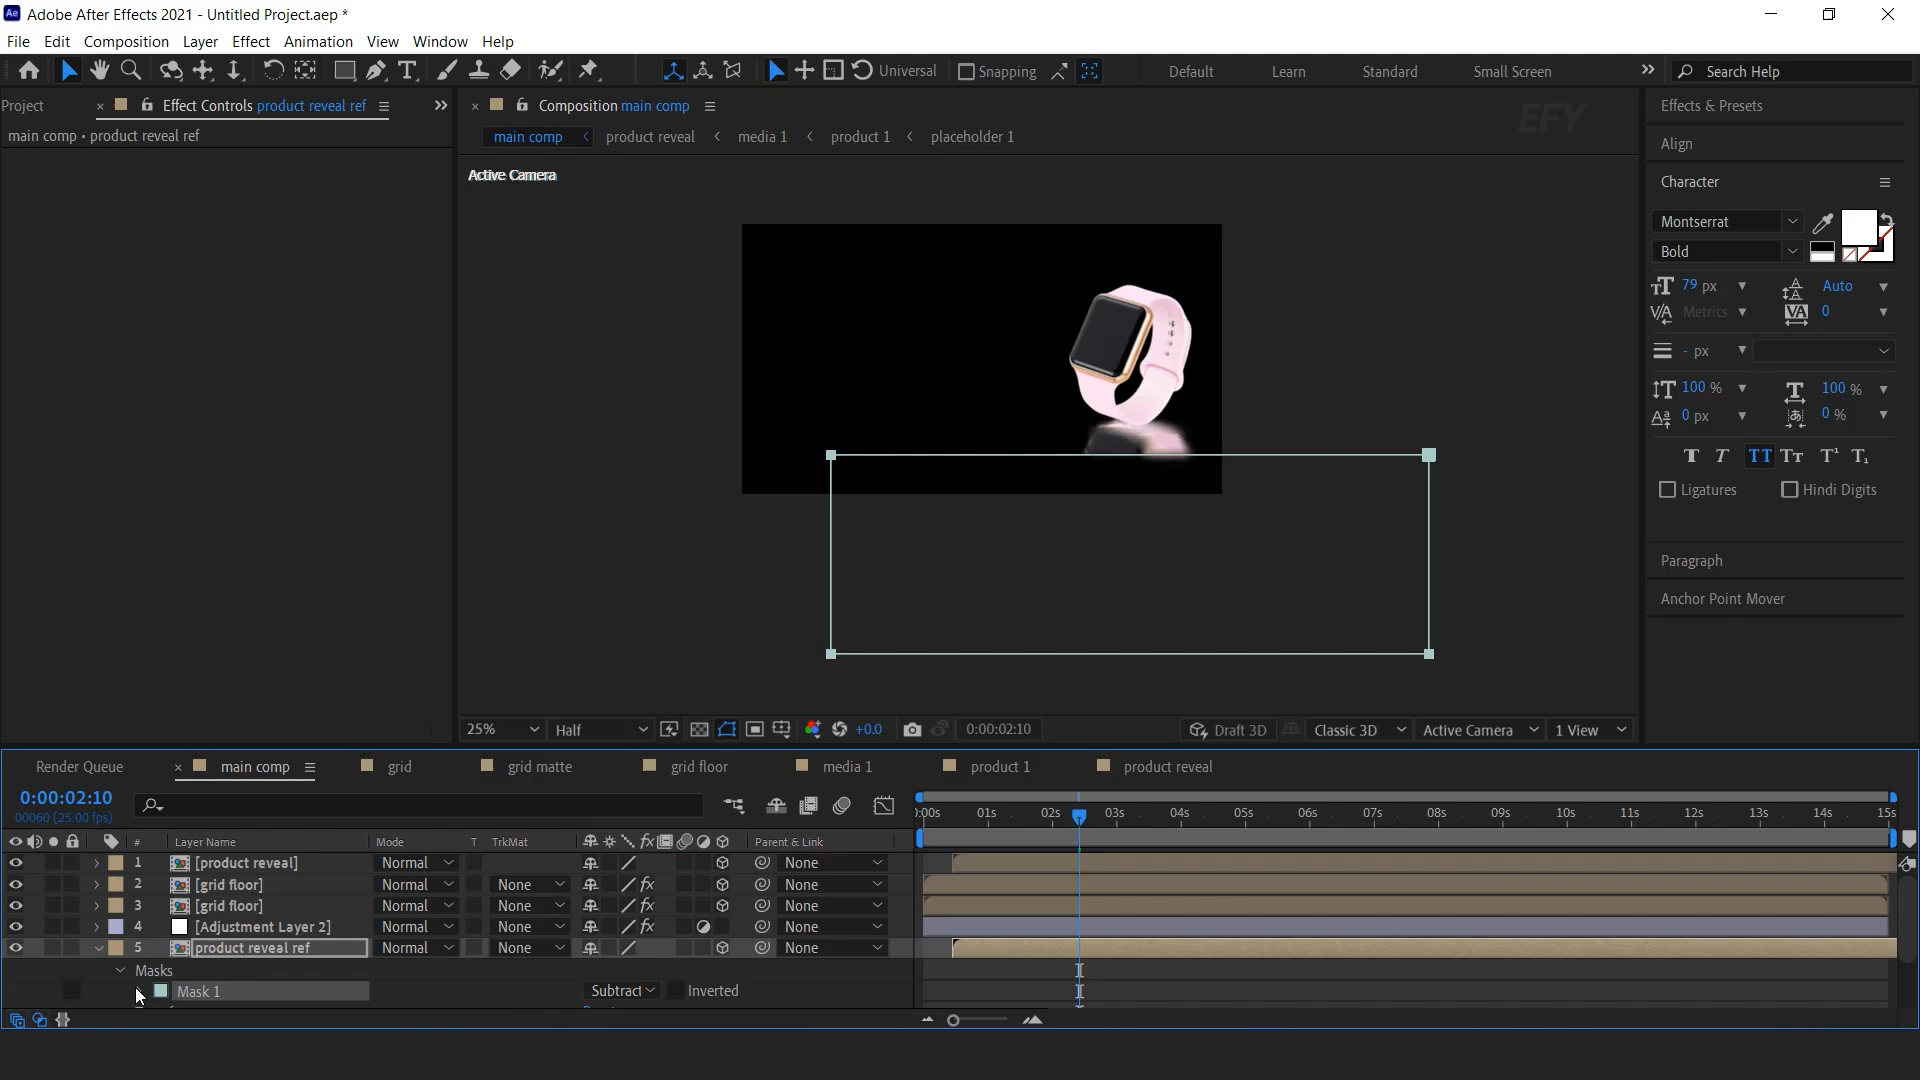 Ae Adobe After Effects 2021 - Untitled Project.aep *
File Edit Composition Layer Effect Animation View Window Help
Universal Snapping Default Learn Standard Small Screen Search Help
Project Effect Controls product reveal ref Composition main comp EFY Effects & Presets
main comp • product reveal ref main comp product reveal media 1 product 1 placeholder 1
Align
Active Camera
Character
Montserrat
Bold
79 px Auto
Metrics 0
- px
100 % 100 %
0 px 0 %
Ligatures Hindi Digits
Paragraph
Anchor Point Mover
25% Half +0.0 0:00:02:10 Draft 3D Classic 3D Active Camera 1 View
Render Queue main comp grid grid matte grid floor media 1 product 1 product reveal
0:00:02:10
00060 (25.00 fps)
:00s 01s 02s 03s 04s 05s 06s 07s 08s 09s 10s 11s 12s 13s 14s 15s
# Layer Name Mode T TrkMat Parent & Link
1 [product reveal] Normal None
2 [grid floor] Normal None None
3 [grid floor] Normal None None
4 [Adjustment Layer 2] Normal None None
5 product reveal ref Normal None None
Masks
Mask 1 Subtract Inverted